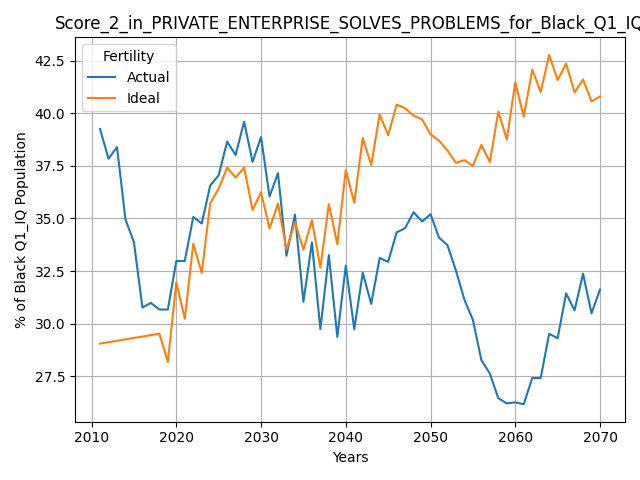 Score_2_in_PRIVATE_ENTERPRISE_SOLVES_PROBLEMS_for_Black_Q1_IQ
Fertility
Actual
Ideal
% of Black Q1_IQ Population
42.5
40.0
37.5
35.0
32.5
30.0
27.5
2010
2020
2030
2040
2050
2060
2070
Years